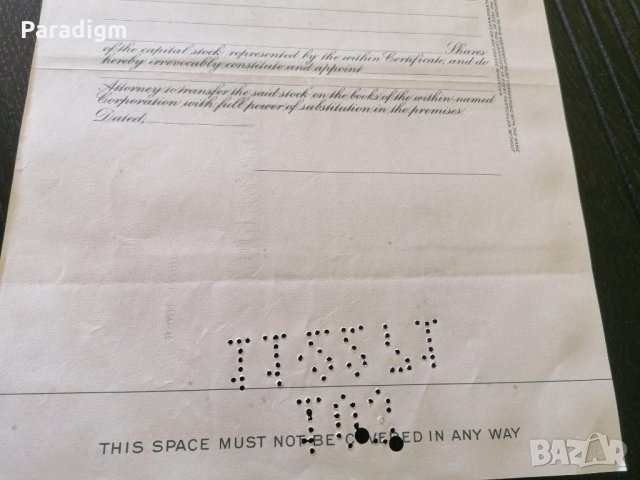 Paradigm
Shares
of the capital stock represented by the within Certificate, and do
hereby irrevocably constitute and appoint
Attorney to transfer the said stock on the books of the within named
Corporation with full power of substitution in the premises.
Dated,
THIS SPACE MUST NOT BE COVERED IN ANY WAY
BAZAR